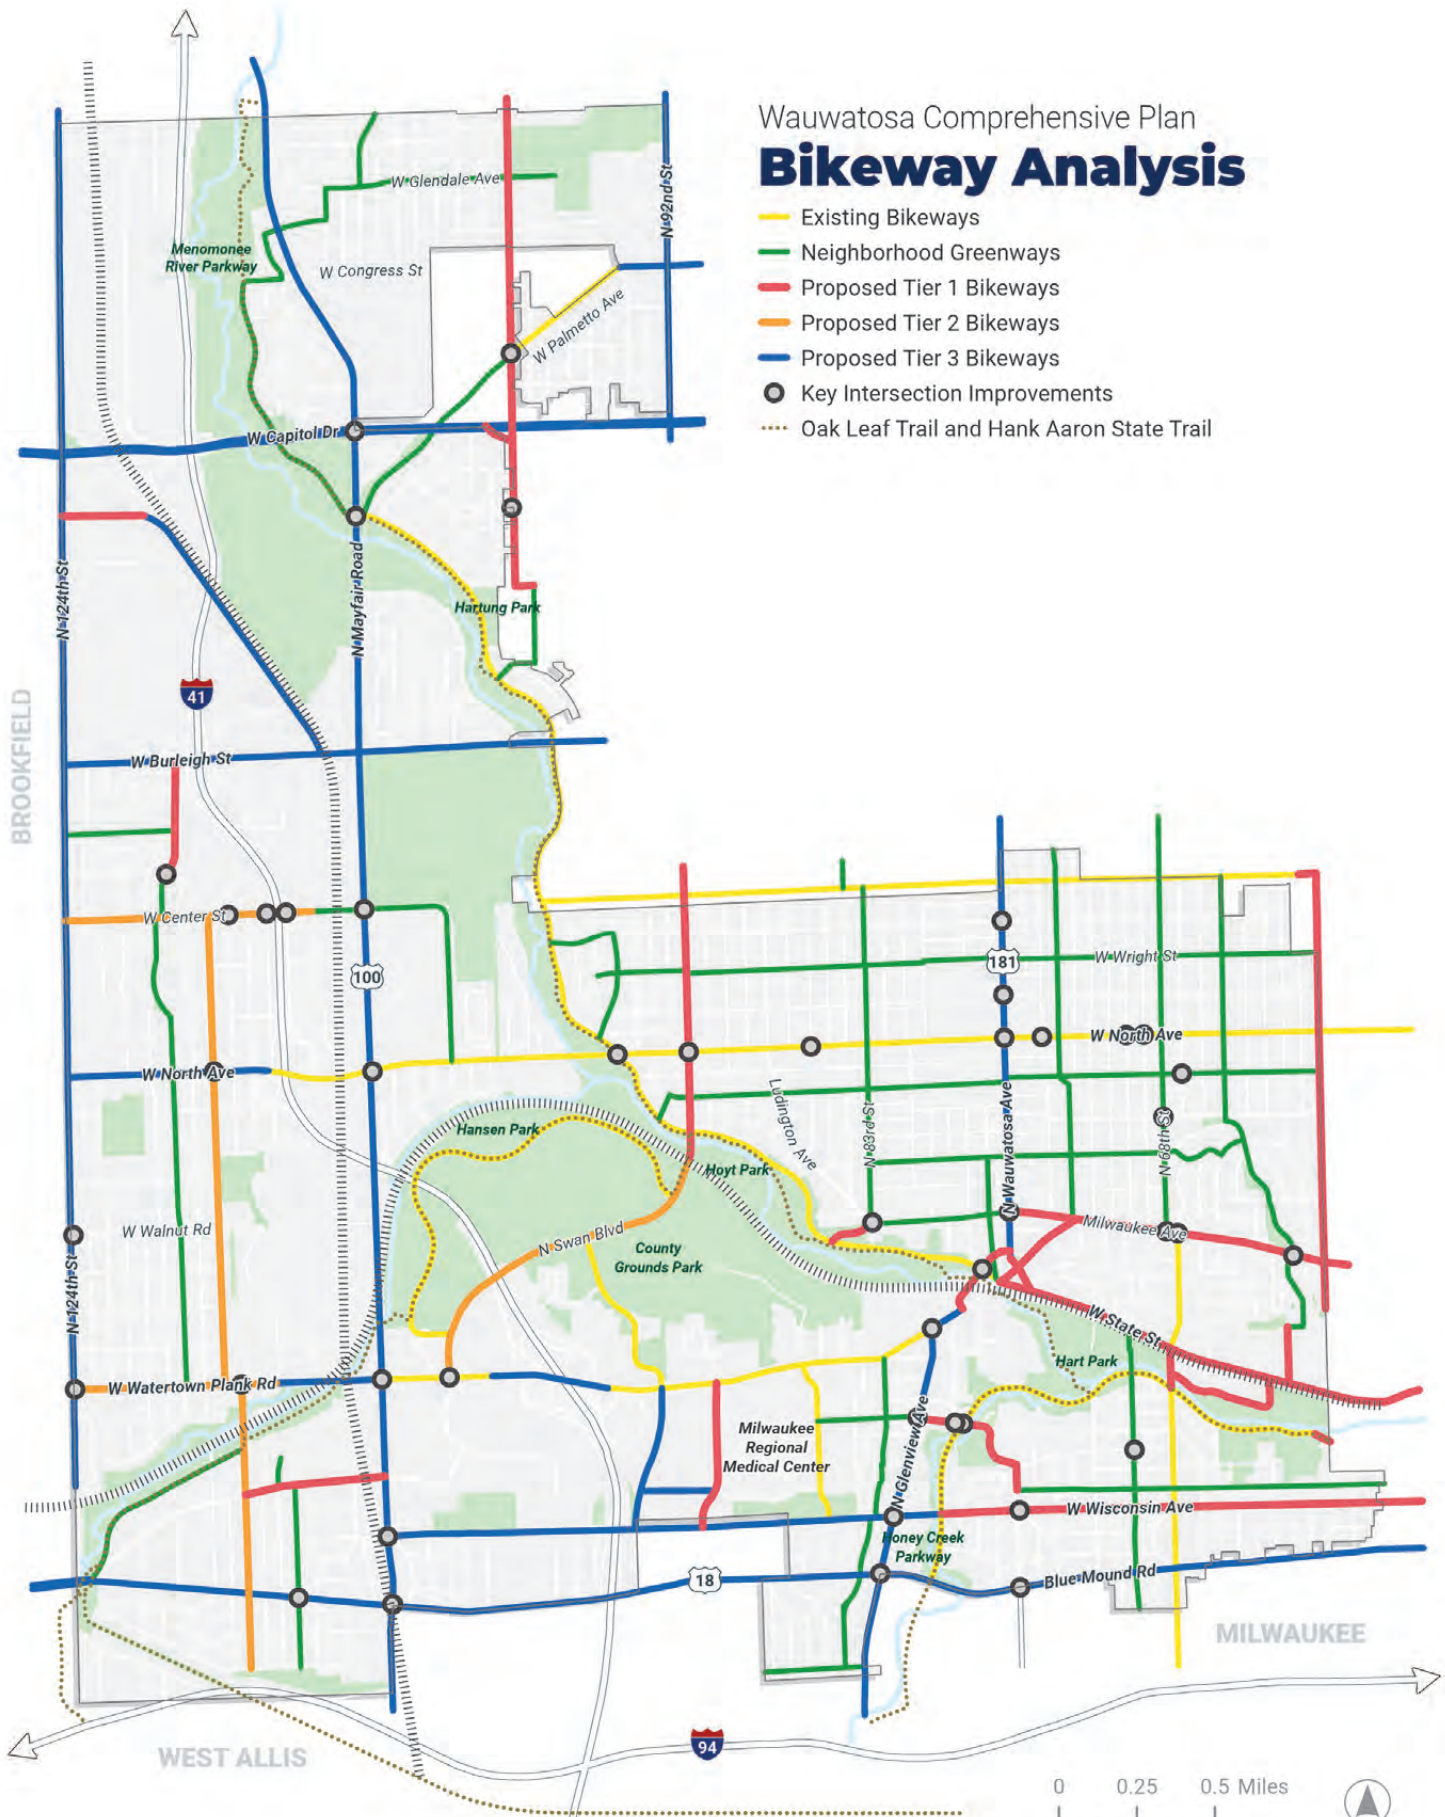 Wauwatosa Comprehensive Plan
Bikeway Analysis
Existing Bikeways
Neighborhood Greenways
Proposed Tier 1 Bikeways
Proposed Tier 2 Bikeways
Proposed Tier 3 Bikeways
Key Intersection Improvements
Oak Leaf Trail and Hank Aaron State Trail
W Glendale Ave
N 92nd St
Menomonee
River Parkway
W Congress St
W Palmetto Ave
W Capitol Dr
N 124th St
N Mayfair Road
Hartung Park
41
BROOKFIELD
W Burleigh St
W Center St
100
181
W Wright St
W North Ave
W North Ave
Hansen Park
Ludington Ave
N 83rd St
N Wauwatosa Ave
N 68th St
Hoyt Park
W Walnut Rd
N Swan Blvd
County
Grounds Park
Milwaukee Ave
N 124th St
W State St
Hart Park
W Watertown Plank Rd
Milwaukee
Regional
Medical Center
N Glenview Ave
W Wisconsin Ave
Honey Creek
Parkway
18
Blue Mound Rd
MILWAUKEE
WEST ALLIS
94
0 0.25 0.5 Miles